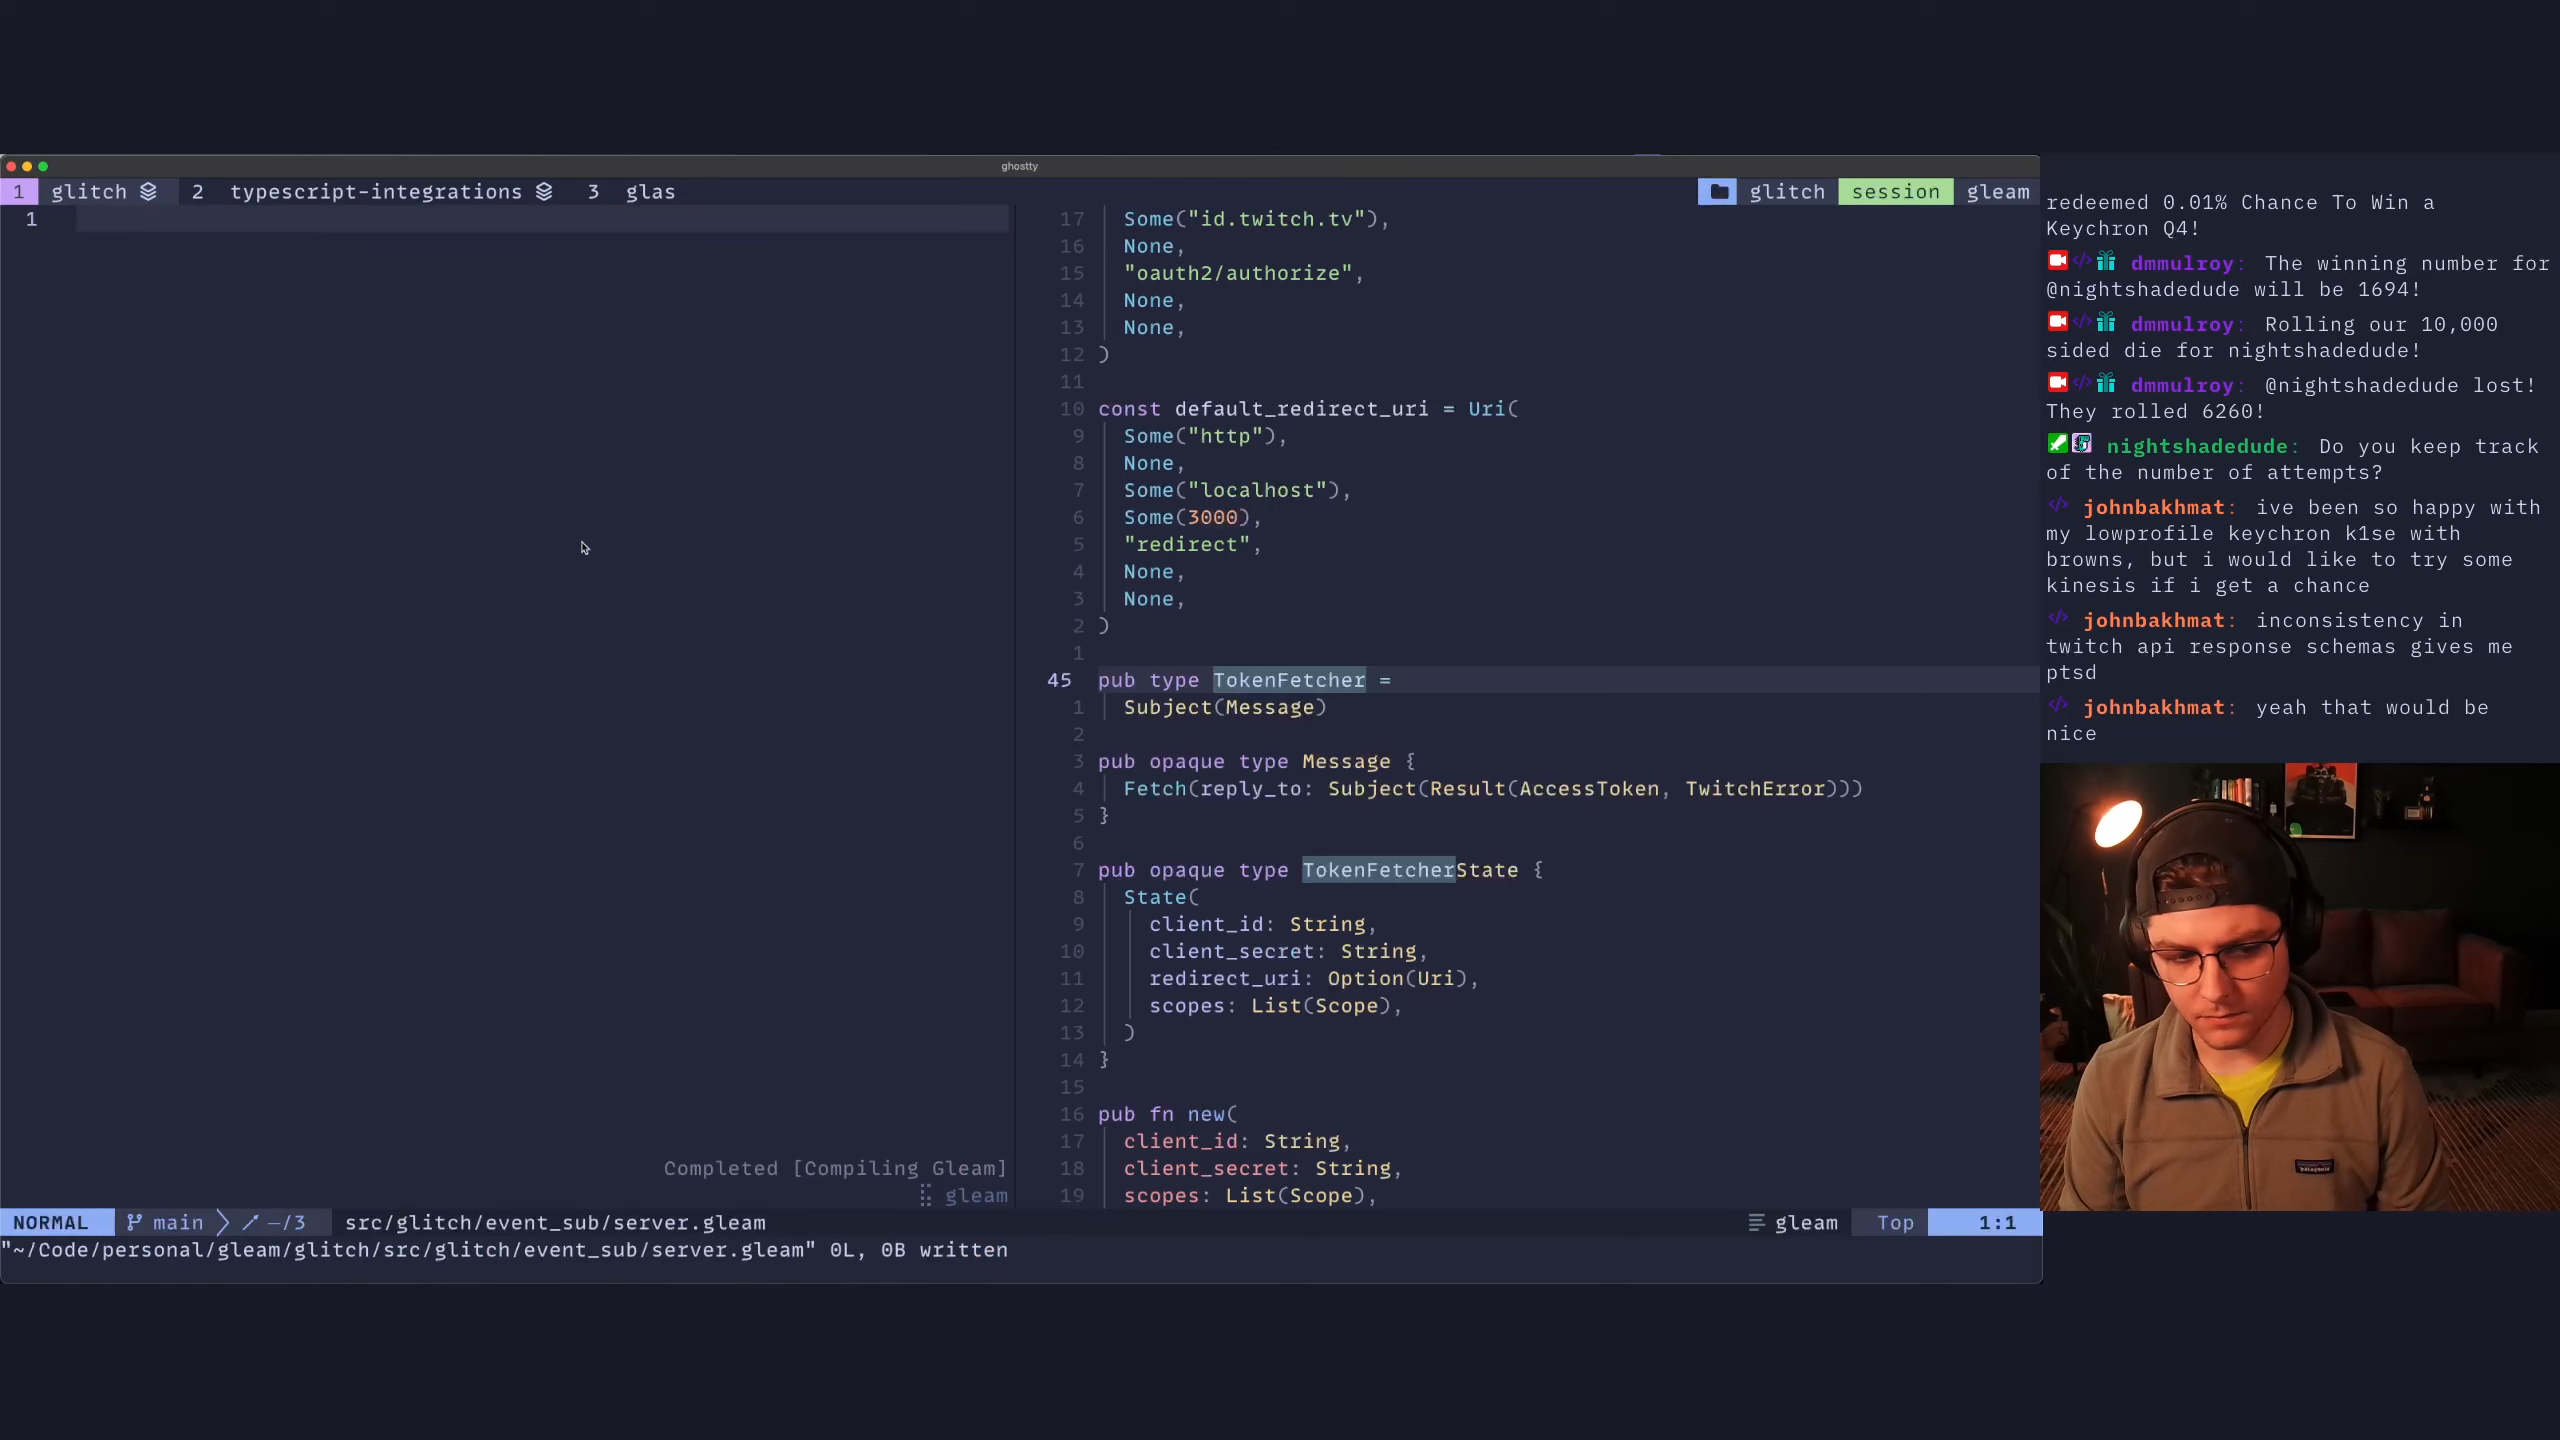 ghostty
1 glitch 2 typescript-integrations 3 glas
glitch session gleam
1
17 Some("id.twitch.tv"),
16 None,
15 "oauth2/authorize",
14 None,
13 None,
12 )
11
10 const default_redirect_uri = Uri(
9 Some("http"),
8 None,
7 Some("localhost"),
6 Some(3000),
5 "redirect",
4 None,
3 None,
2 )
1
45 pub type TokenFetcher =
1 Subject(Message)
2
3 pub opaque type Message {
4 Fetch(reply_to: Subject(Result(AccessToken, TwitchError)))
5 }
6
7 pub opaque type TokenFetcherState {
8 State(
9 client_id: String,
10 client_secret: String,
11 redirect_uri: Option(Uri),
12 scopes: List(Scope),
13 )
14 }
15
16 pub fn new(
17 client_id: String,
18 client_secret: String,
19 scopes: List(Scope),
Completed [Compiling Gleam]
gleam
NORMAL main −/3 src/glitch/event_sub/server.gleam gleam Top 1:1
"~/Code/personal/gleam/glitch/src/glitch/event_sub/server.gleam" 0L, 0B written
redeemed 0.01% Chance To Win a
Keychron Q4!
dmmulroy: The winning number for
@nightshadedude will be 1694!
dmmulroy: Rolling our 10,000
sided die for nightshadedude!
dmmulroy: @nightshadedude lost!
They rolled 6260!
nightshadedude: Do you keep track
of the number of attempts?
johnbakhmat: ive been so happy with
my lowprofile keychron k1se with
browns, but i would like to try some
kinesis if i get a chance
johnbakhmat: inconsistency in
twitch api response schemas gives me
ptsd
johnbakhmat: yeah that would be
nice
patagonia